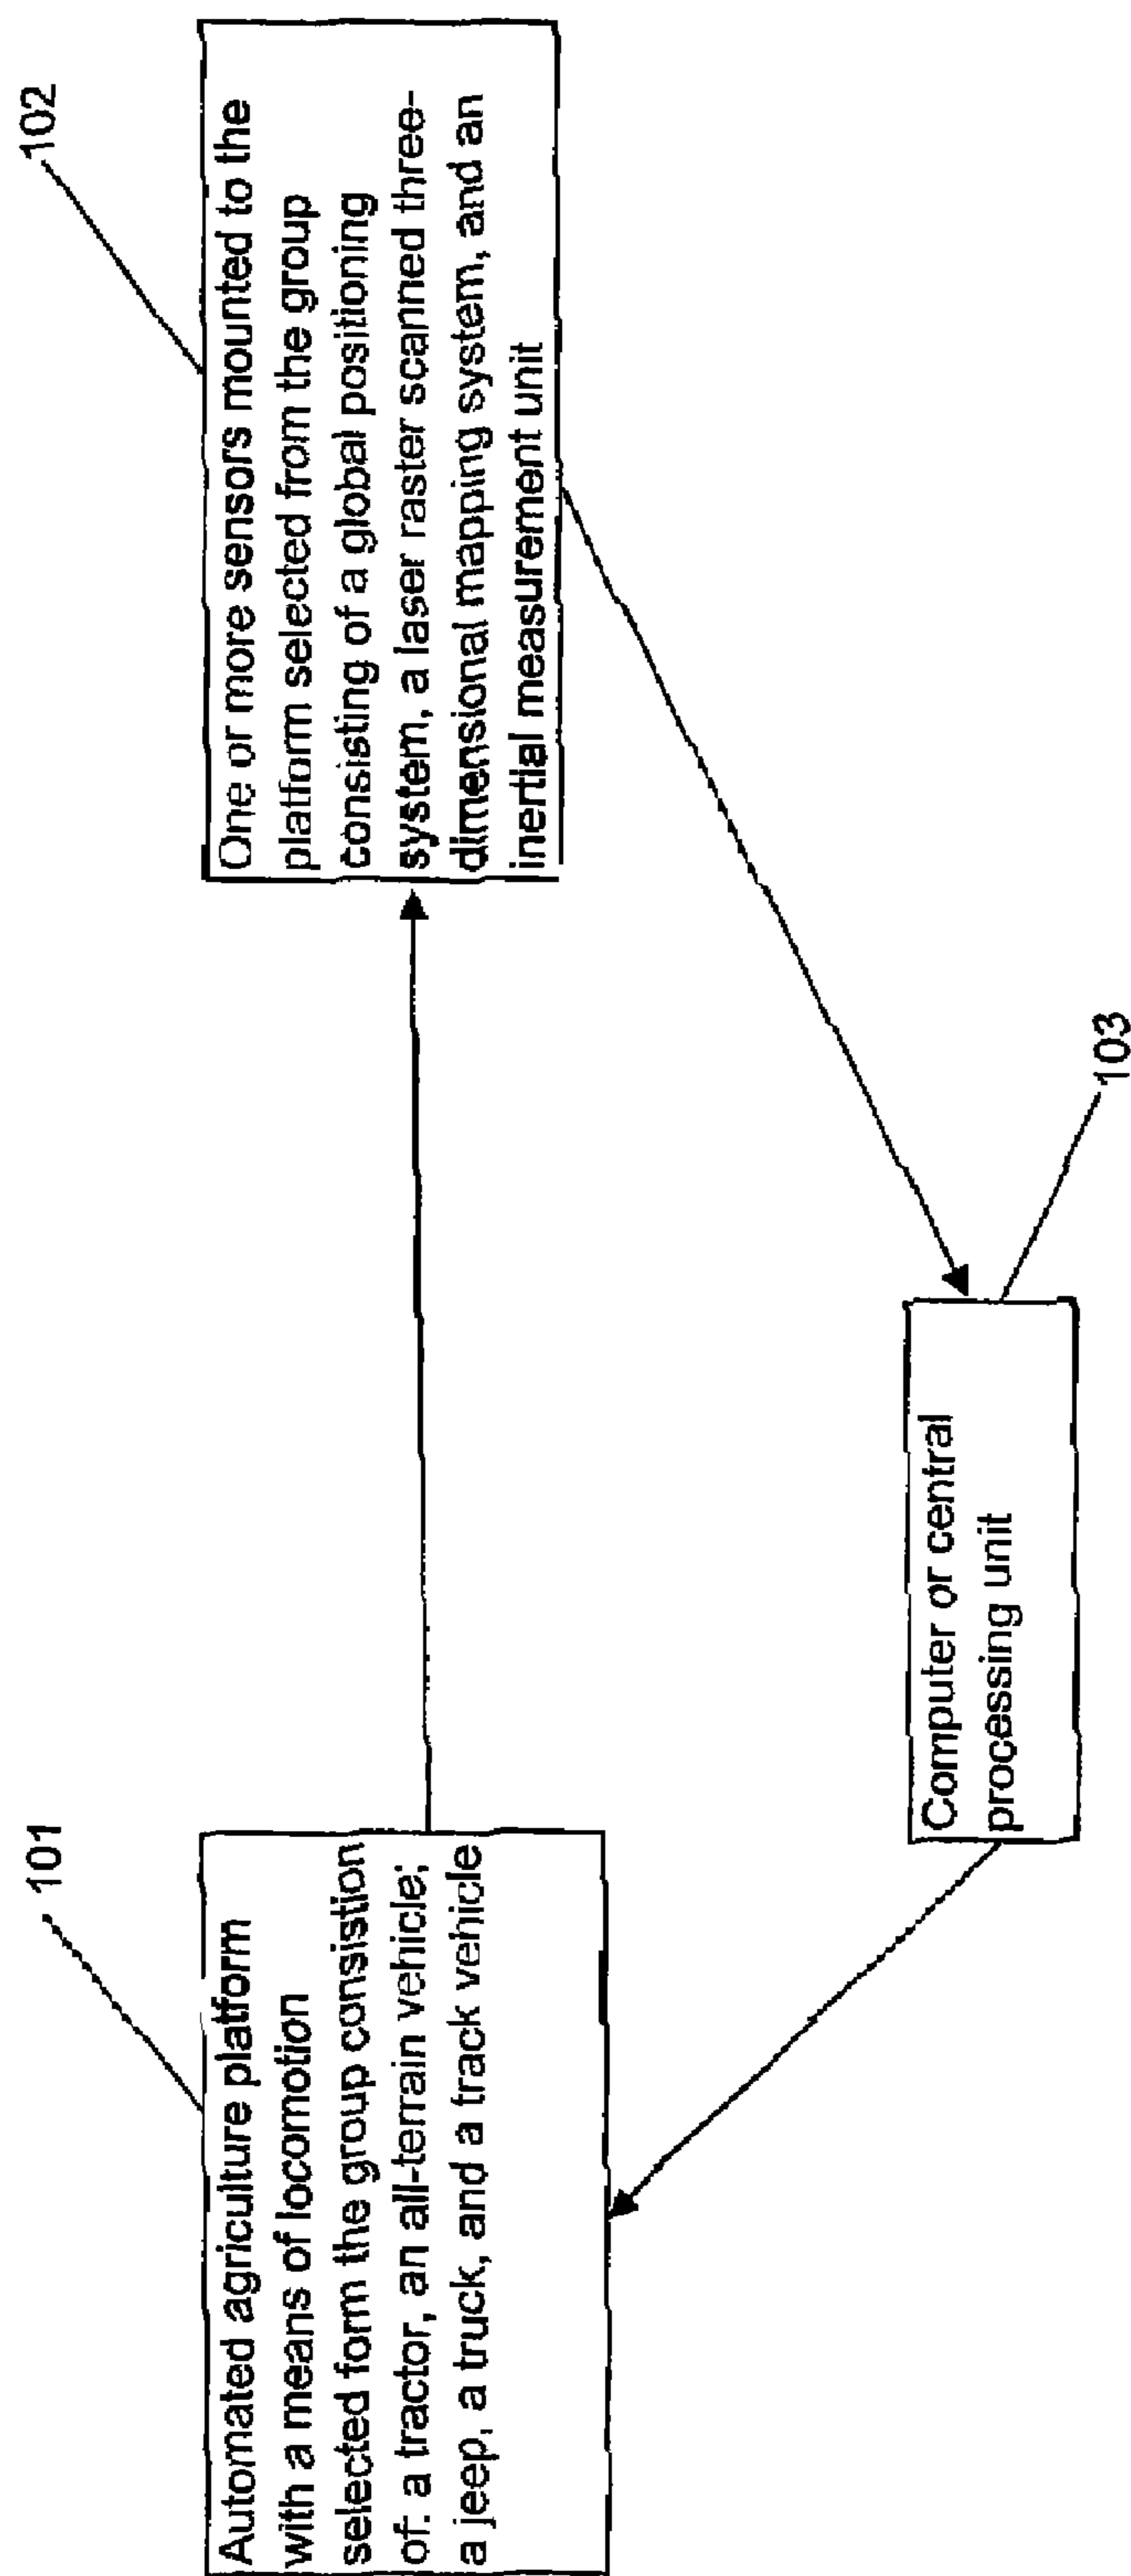 101
Automated agriculture platform
with a means of locomotion
selected form the group consistion
of: a tractor, an all-terrain vehicle;
a jeep, a truck, and a track vehicle
102
One or more sensors mounted to the
platform selected from the group
consisting of a global positioning
system, a laser raster scanned three-
dimensional mapping system, and an
inertial measurement unit
Computer or central
processing unit
103